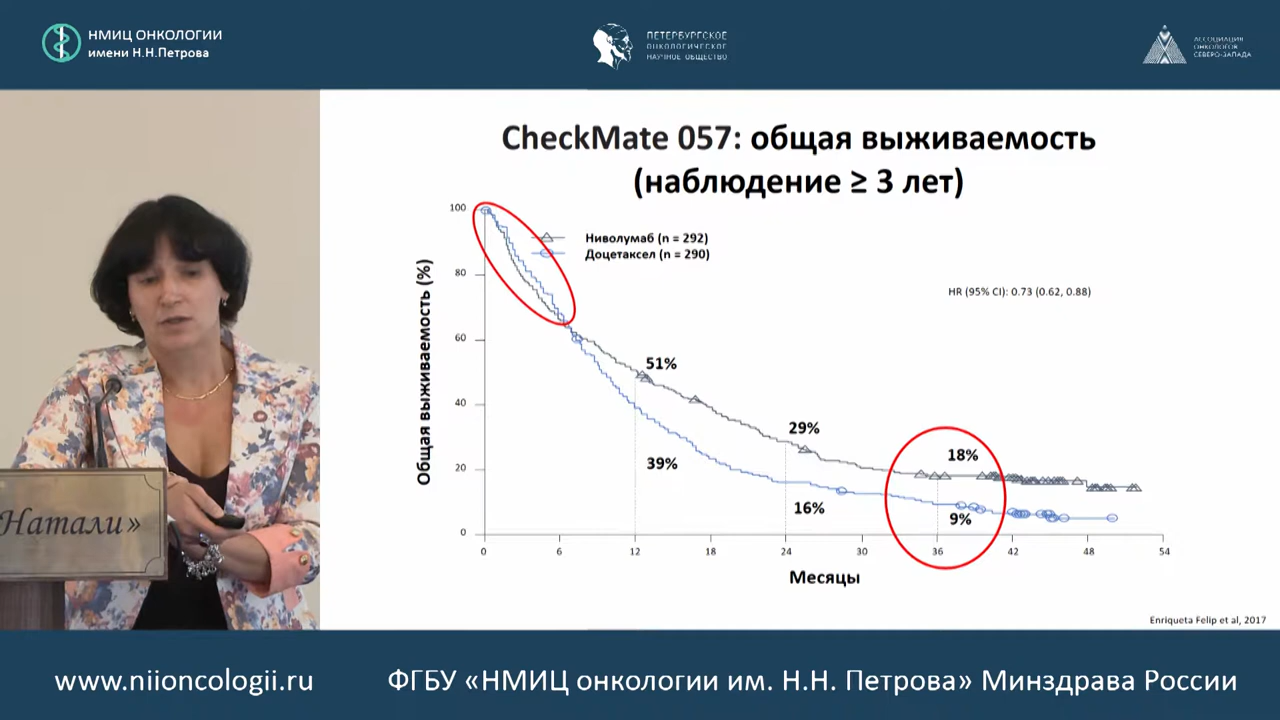 НМИЦ ОНКОЛОГИИ
имени Н.Н.Петрова
ПЕТЕРБУРГСКОЕ
ОНКОЛОГИЧЕСКОЕ
НАУЧНОЕ ОБЩЕСТВО
АССОЦИАЦИЯ
ОНКОЛОГОВ
СЕВЕРО-ЗАПАДА
CheckMate 057: общая выживаемость
(наблюдение ≥ 3 лет)
Общая выживаемость (%)
100
80
60
40
20
0
Ниволумаб (n = 292)
Доцетаксел (n = 290)
HR (95% CI): 0.73 (0.62, 0.88)
51%
29%
18%
39%
16%
9%
0 6 12 18 24 30 36 42 48 54
Месяцы
Enriqueta Felip et al, 2017
Натали»
www.niioncologii.ru
ФГБУ «НМИЦ онкологии им. Н.Н. Петрова» Минздрава России